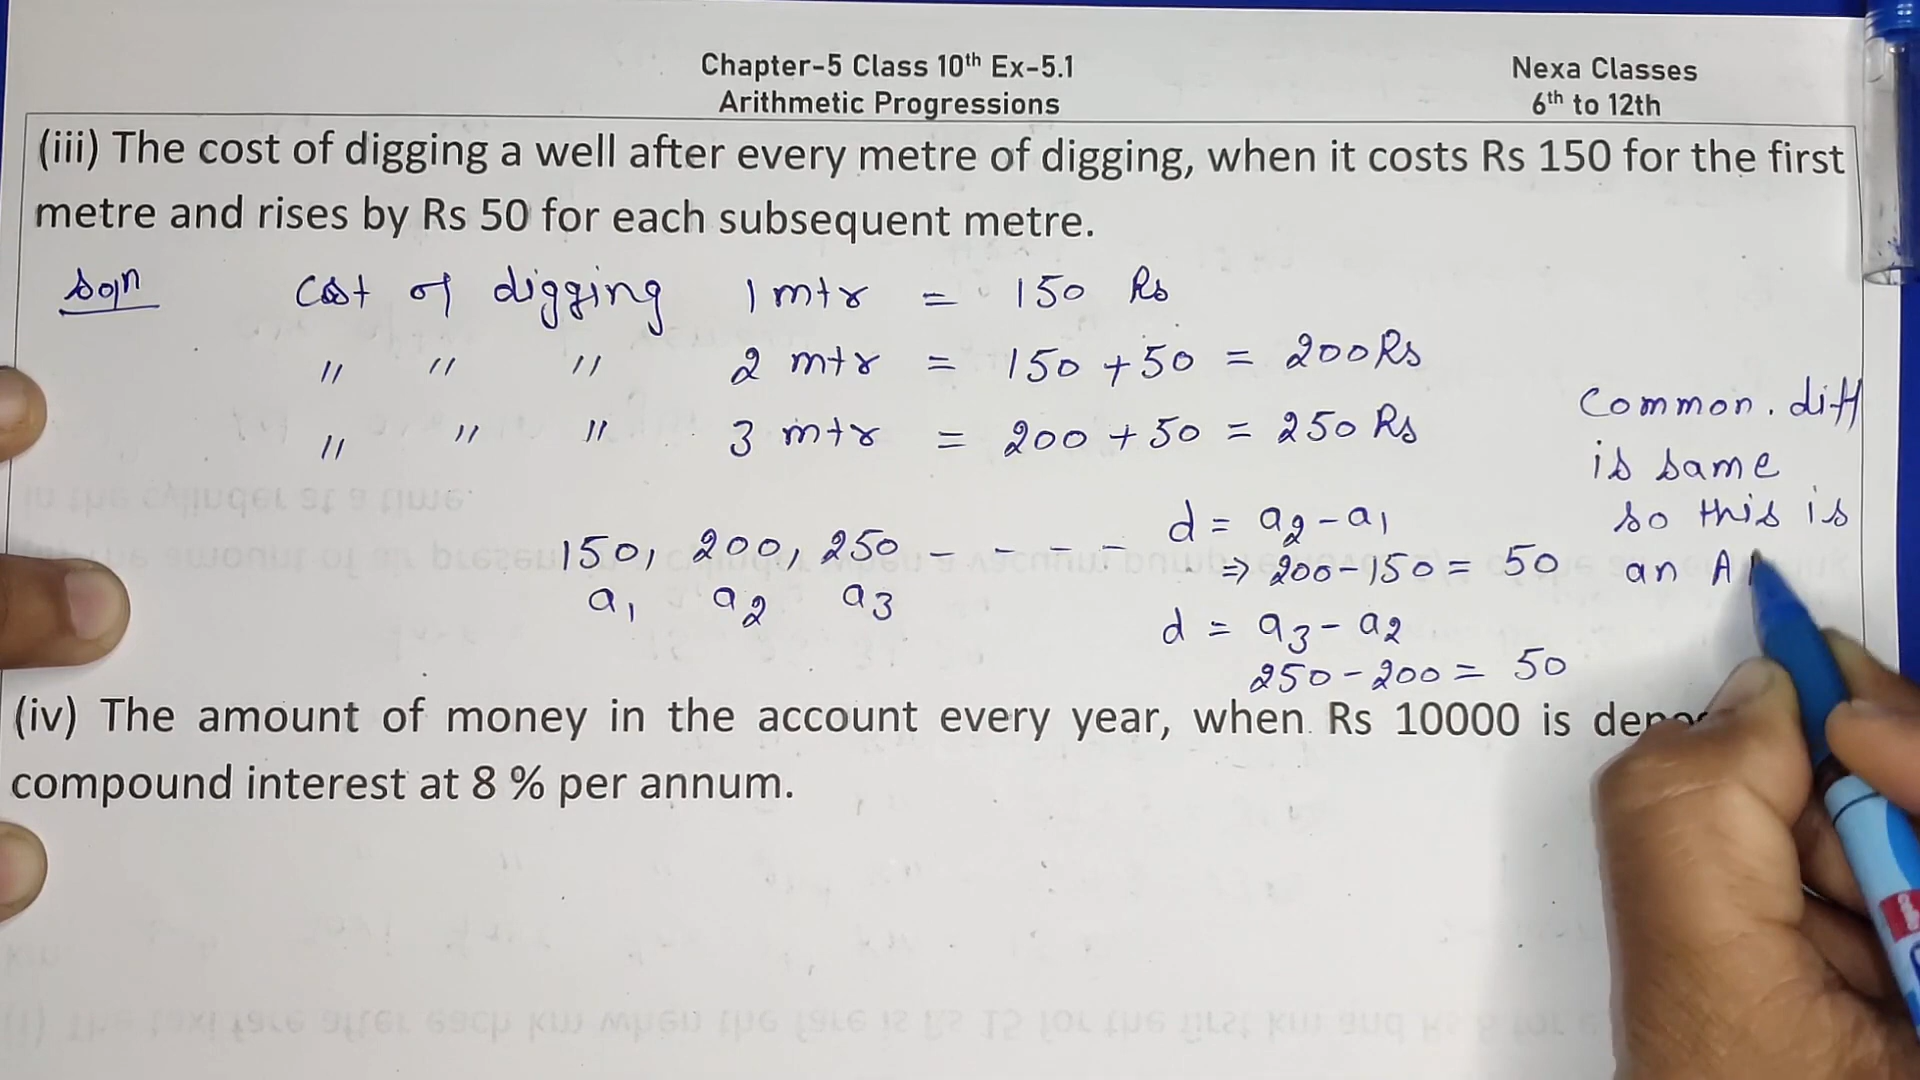 Chapter-5 Class 10th Ex-5.1
Arithmetic Progressions
Nexa Classes
6th to 12th
(iii) The cost of digging a well after every metre of digging, when it costs Rs 150 for the first
metre and rises by Rs 50 for each subsequent metre.
Soln Cost of digging 1 mtr = 150 Rs
" " " 2 mtr = 150 + 50 = 200 Rs
" " " 3 mtr = 200 + 50 = 250 Rs
150, 200, 250 - - - -
a1 a2 a3
d = a2 - a1
⇒ 200 - 150 = 50
d = a3 - a2
250 - 200 = 50
Common. diff
is same
so this is
an A
(iv) The amount of money in the account every year, when Rs 10000 is
compound interest at 8 % per annum.